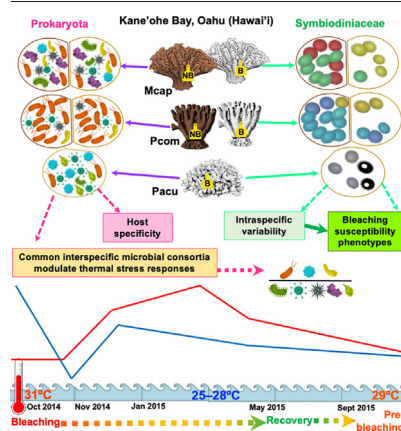 Prokaryota
Kane'ohe Bay, Oahu (Hawai'i)
Symbiodiniaceae
NB
B
Mcap
NB
B
Pcom
B
Pacu
Host
specificity
Intraspecific
variability
Bleaching
susceptibility
phenotypes
Common interspecific microbial consortia
modulate thermal stress responses
31ºC
25–28ºC
29ºC
Oct 2014
Nov 2014
Jan 2015
May 2015
Sept 2015
Bleaching
Recovery
Pre
bleaching